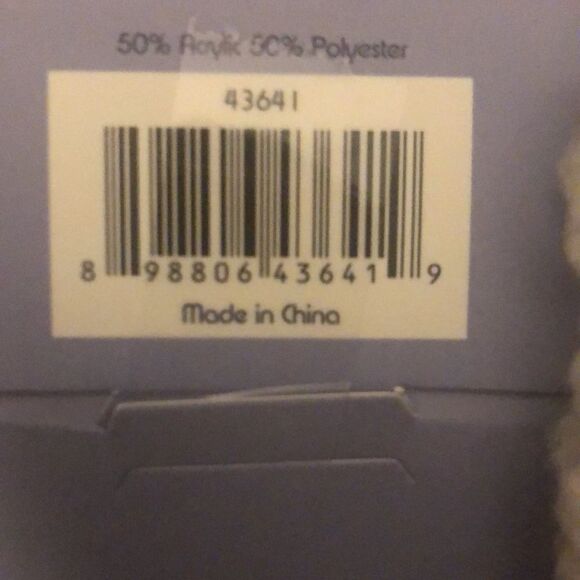 50% Acrylic 50% Polyester
43641
8 98806 43641 9
Made in China